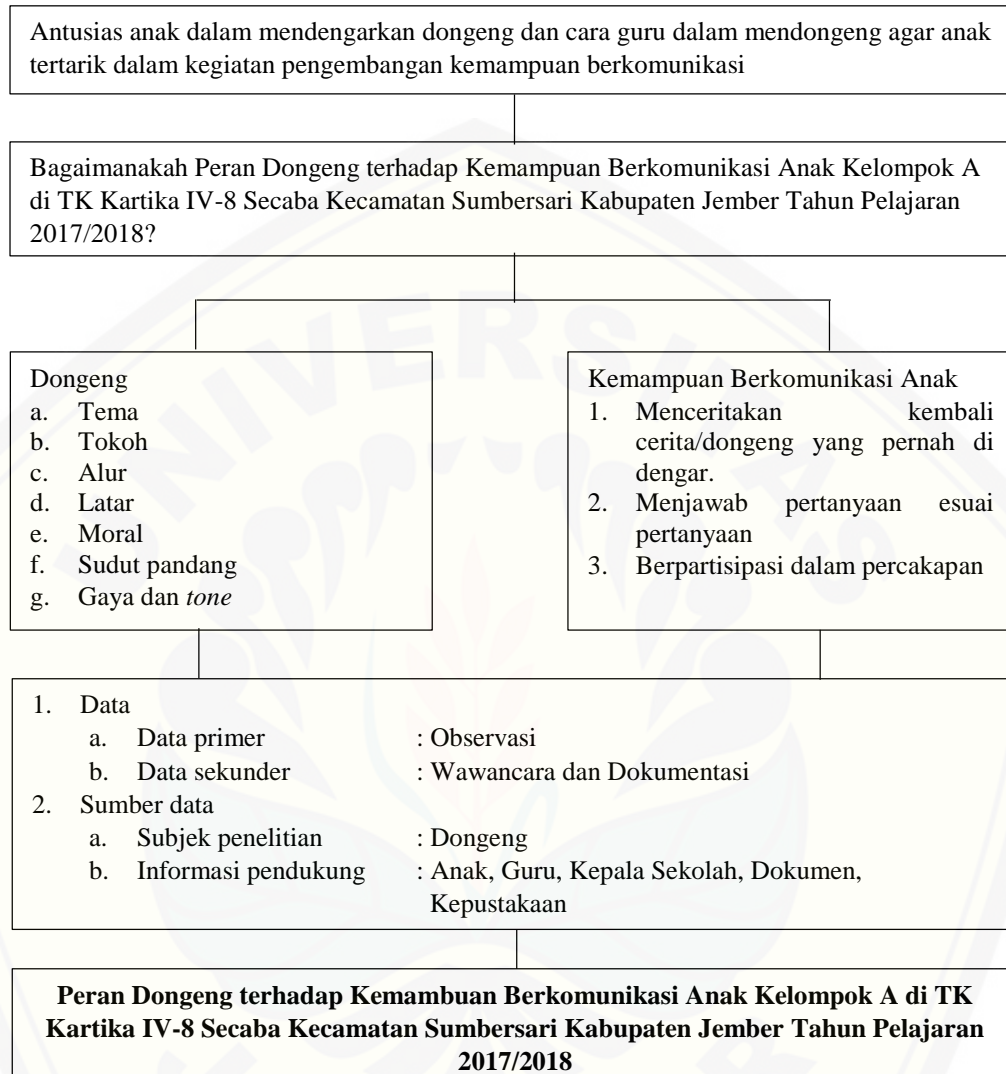 Antusias anak dalam mendengarkan dongeng dan cara guru dalam mendongeng agar anak
tertarik dalam kegiatan pengembangan kemampuan berkomunikasi
Bagaimanakah Peran Dongeng terhadap Kemampuan Berkomunikasi Anak Kelompok A
di TK Kartika IV-8 Secaba Kecamatan Sumbersari Kabupaten Jember Tahun Pelajaran
2017/2018?
Dongeng
a. Tema
b. Tokoh
c. Alur
d. Latar
e. Moral
f. Sudut pandang
g. Gaya dan tone
Kemampuan Berkomunikasi Anak
1. Menceritakan kembali
cerita/dongeng yang pernah di
dengar.
2. Menjawab pertanyaan esuai
pertanyaan
3. Berpartisipasi dalam percakapan
1. Data
a. Data primer : Observasi
b. Data sekunder : Wawancara dan Dokumentasi
2. Sumber data
a. Subjek penelitian : Dongeng
b. Informasi pendukung : Anak, Guru, Kepala Sekolah, Dokumen,
Kepustakaan
Peran Dongeng terhadap Kemambuan Berkomunikasi Anak Kelompok A di TK
Kartika IV-8 Secaba Kecamatan Sumbersari Kabupaten Jember Tahun Pelajaran
2017/2018
UNIVERSITAS